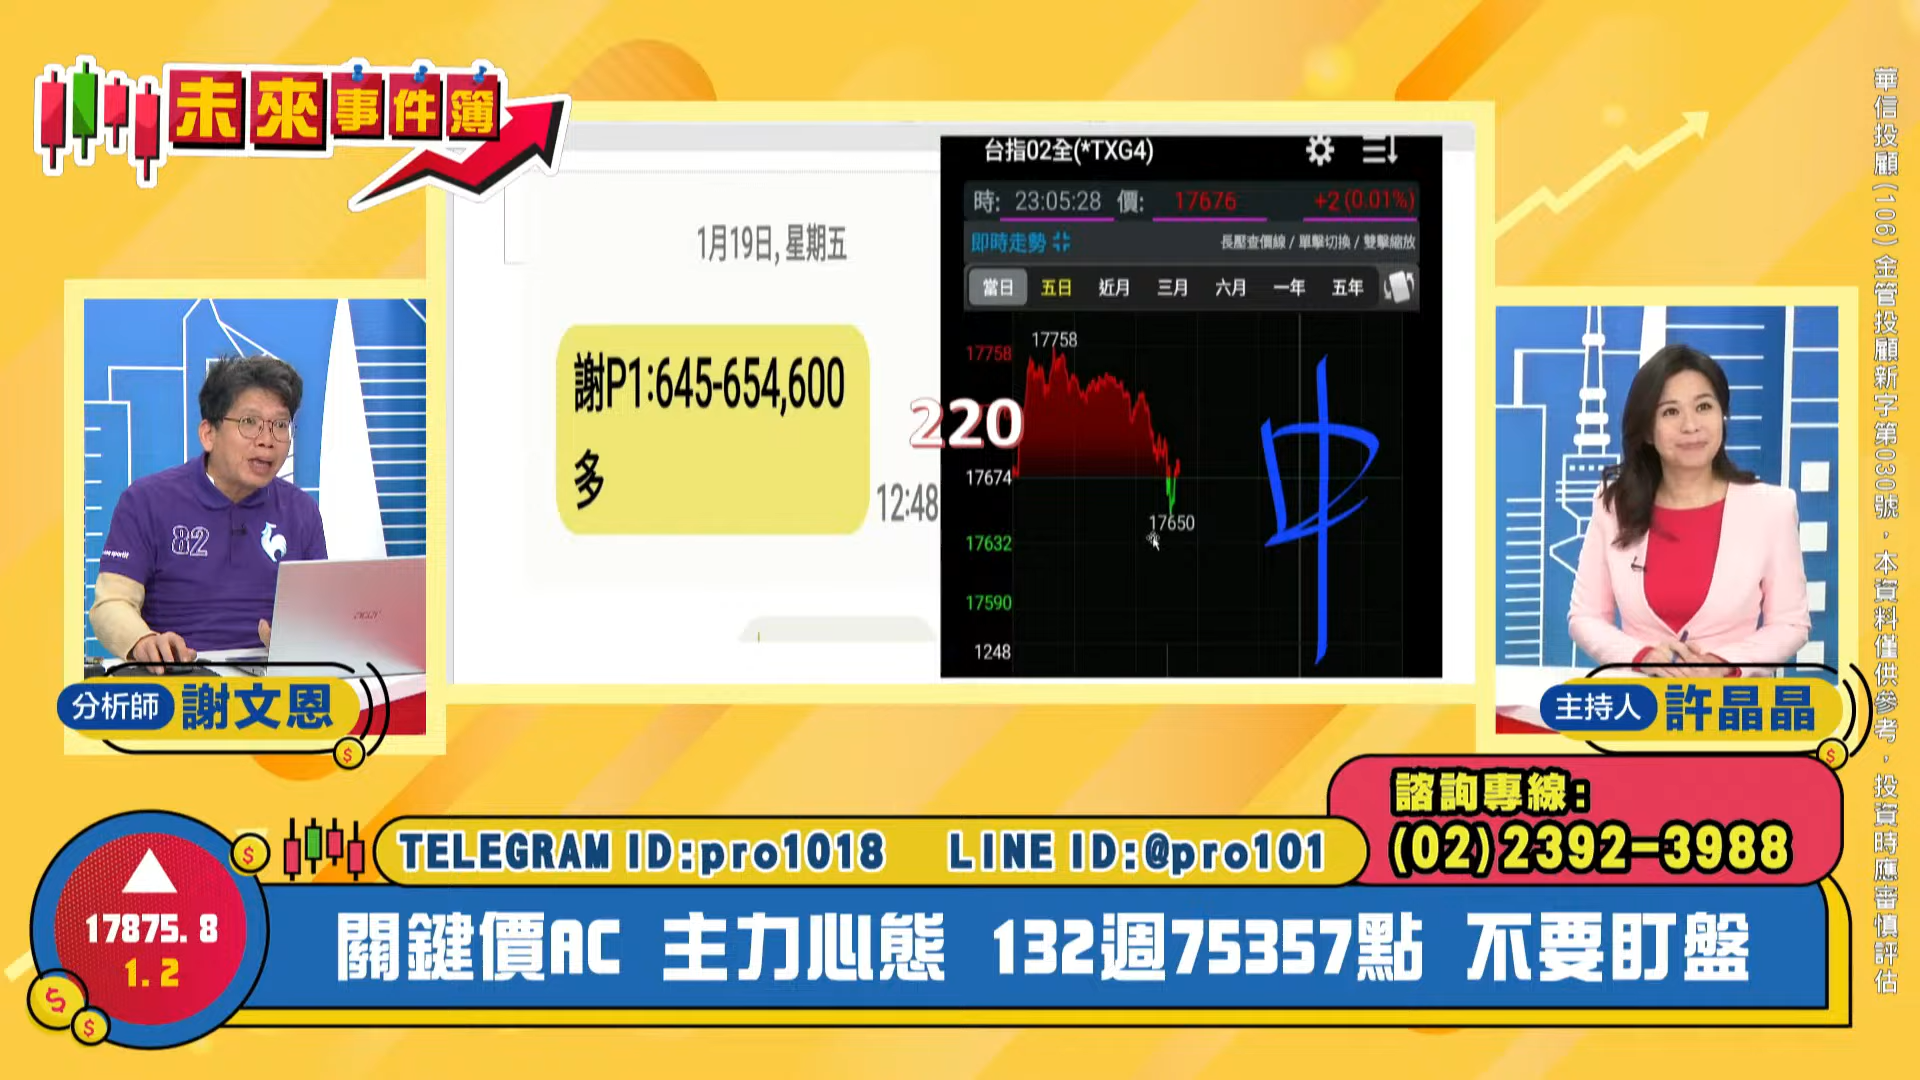 未來事件簿
1月19日, 星期五
謝P1:645-654,600
多
12:48
220
台指02全(*TXG4)
時: 23:05:28 價: 17676 +2 (0.01%)
即時走勢
長壓查價線 / 單擊切換 / 雙擊縮放
當日 五日 近月 三月 六月 一年 五年
17758
17758
17674
17650
17632
17590
1248
中
82
acer
分析師 謝文恩
主持人 許晶晶
諮詢專線:
(02)2392-3988
TELEGRAM ID:pro1018 LINE ID:@pro101
17875.8
1.2
關鍵價AC 主力心態 132週75357點 不要盯盤
華信投顧(106)金管投顧新字第030號,本資料僅供參考,投資時應審慎評估